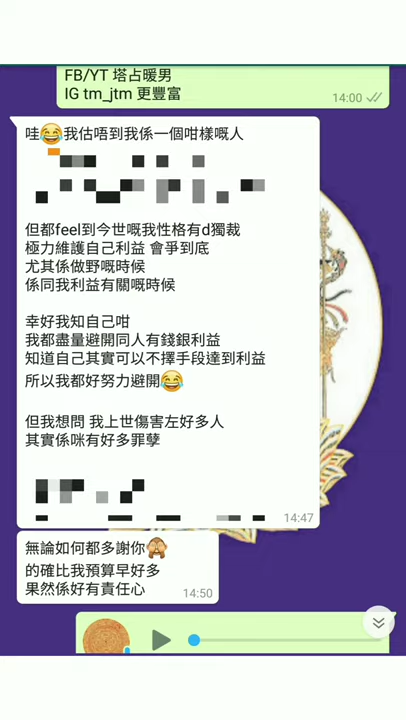 FB/YT 塔占暖男
IG tm_jtm 更豐富
14:00
哇😂我估唔到我係一個咁樣嘅人
但都feel到今世嘅我性格有d獨裁
極力維護自己利益 會爭到底
尤其係做野嘅時候
係同我利益有關嘅時候
幸好我知自己咁
我都盡量避開同人有錢銀利益
知道自己其實可以不擇手段達到利益
所以我都好努力避開😂
但我想問 我上世傷害左好多人
其實係咪有好多罪孽
14:47
無論如何都多謝你🙈
的確比我預算早好多
果然係好有責任心
14:50